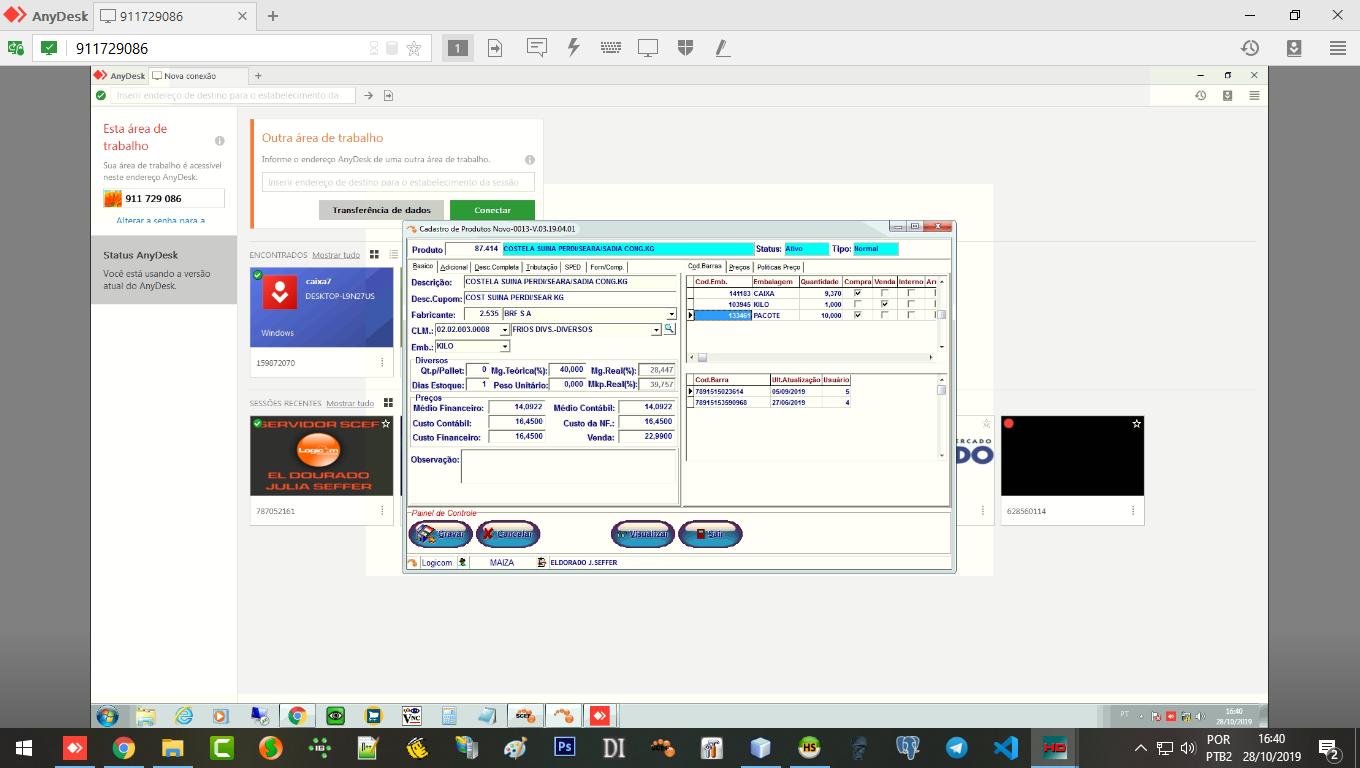 AnyDesk 911729086
911729086
1
AnyDesk Nova conexão
Inserir endereço de destino para o estabelecimento da
Esta área de
trabalho
Sua área de trabalho é acessível
neste endereço AnyDesk.
911 729 086
Alterar a senha para a
Status AnyDesk
Você está usando a versão
atual do AnyDesk.
Outra área de trabalho
Informe o endereço AnyDesk de uma outra área de trabalho.
Inserir endereço de destino para o estabelecimento da sessão
Transferência de dados Conectar
ENCONTRADOS Mostrar tudo
caixa7
DESKTOP-L9N27US
Windows
159872070
SESSÕES RECENTES Mostrar tudo
SERVIDOR SCEF
Logicom
EL DOURADO
JULIA SEFFER
787052161
ERCADO
DO
628560114
Cadastro de Produtos Novo-0013-V.03.19.04.01
Produto 87.414 COSTELA SUINA PERDI/SEARA/SADIA CONG.KG Status: Ativo Tipo: Normal
Basico Adicional Desc.Completa Tributação SPED Forn/Comp.
Descrição: COSTELA SUINA PERDI/SEARA/SADIA CONG.KG
Desc.Cupom: COST SUINA PERDI/SEAR KG
Fabricante: 2.535 BRF S A
CLM.: 02.02.003.0008 FRIOS DIVS.-DIVERSOS
Emb.: KILO
Diversos
Qt.p/Pallet: 0 Mg.Teórica(%): 40,000 Mg.Real(%): 28,447
Dias Estoque: 1 Peso Unitário: 0,000 Mkp.Real(%): 39,757
Preços
Médio Financeiro: 14,0922 Médio Contábil: 14,0922
Custo Contábil: 16,4500 Custo da NF.: 16,4500
Custo Financeiro: 16,4500 Venda: 22,9900
Observação:
Cod.Barras Preços Politicas Preço
Cod.Emb. Embalagem Quantidade Compra Venda Interno Arr
141183 CAIXA 9,370
103945 KILO 1,000
133461 PACOTE 10,000
Cod.Barra Ult.Atualização Usuário
7891515023614 05/09/2019 5
78915153590968 27/06/2019 4
Painel de Controle
Gravar Cancelar Visualizar Sair
Logicom MAIZA ELDORADO J.SEFFER
VNC SCEF
PT 16:40
28/10/2019
Ps DI HS HD
POR 16:40
PTB2 28/10/2019 2